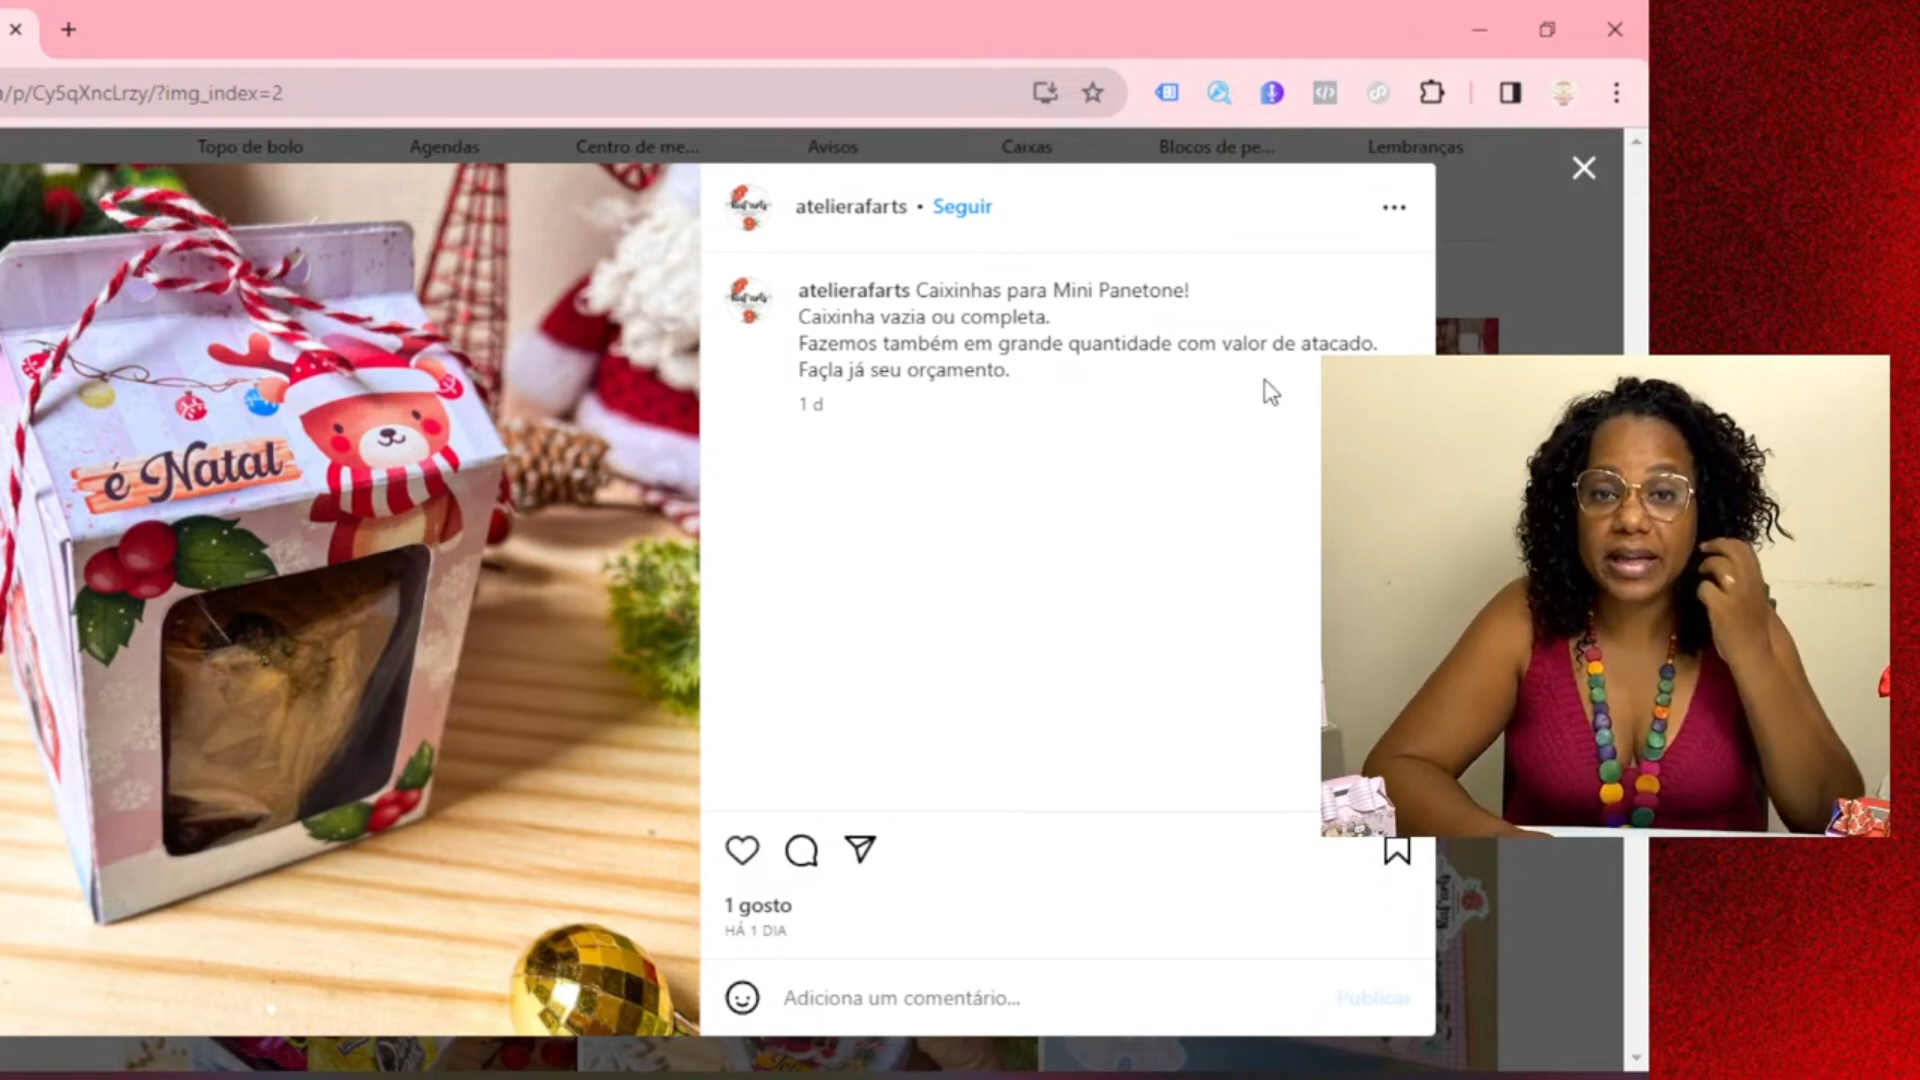 /p/Cy5qXncLrzy/?img_index=2
Topo de bolo
Agendas
Centro de me...
Avisos
Caixas
Blocos de pe...
Lembranças
atelierafarts • Seguir
atelierafarts Caixinhas para Mini Panetone!
Caixinha vazia ou completa.
Fazemos também em grande quantidade com valor de atacado.
Façla já seu orçamento.
1 d
é Natal
1 gosto
HÁ 1 DIA
Adiciona um comentário...
Publicar